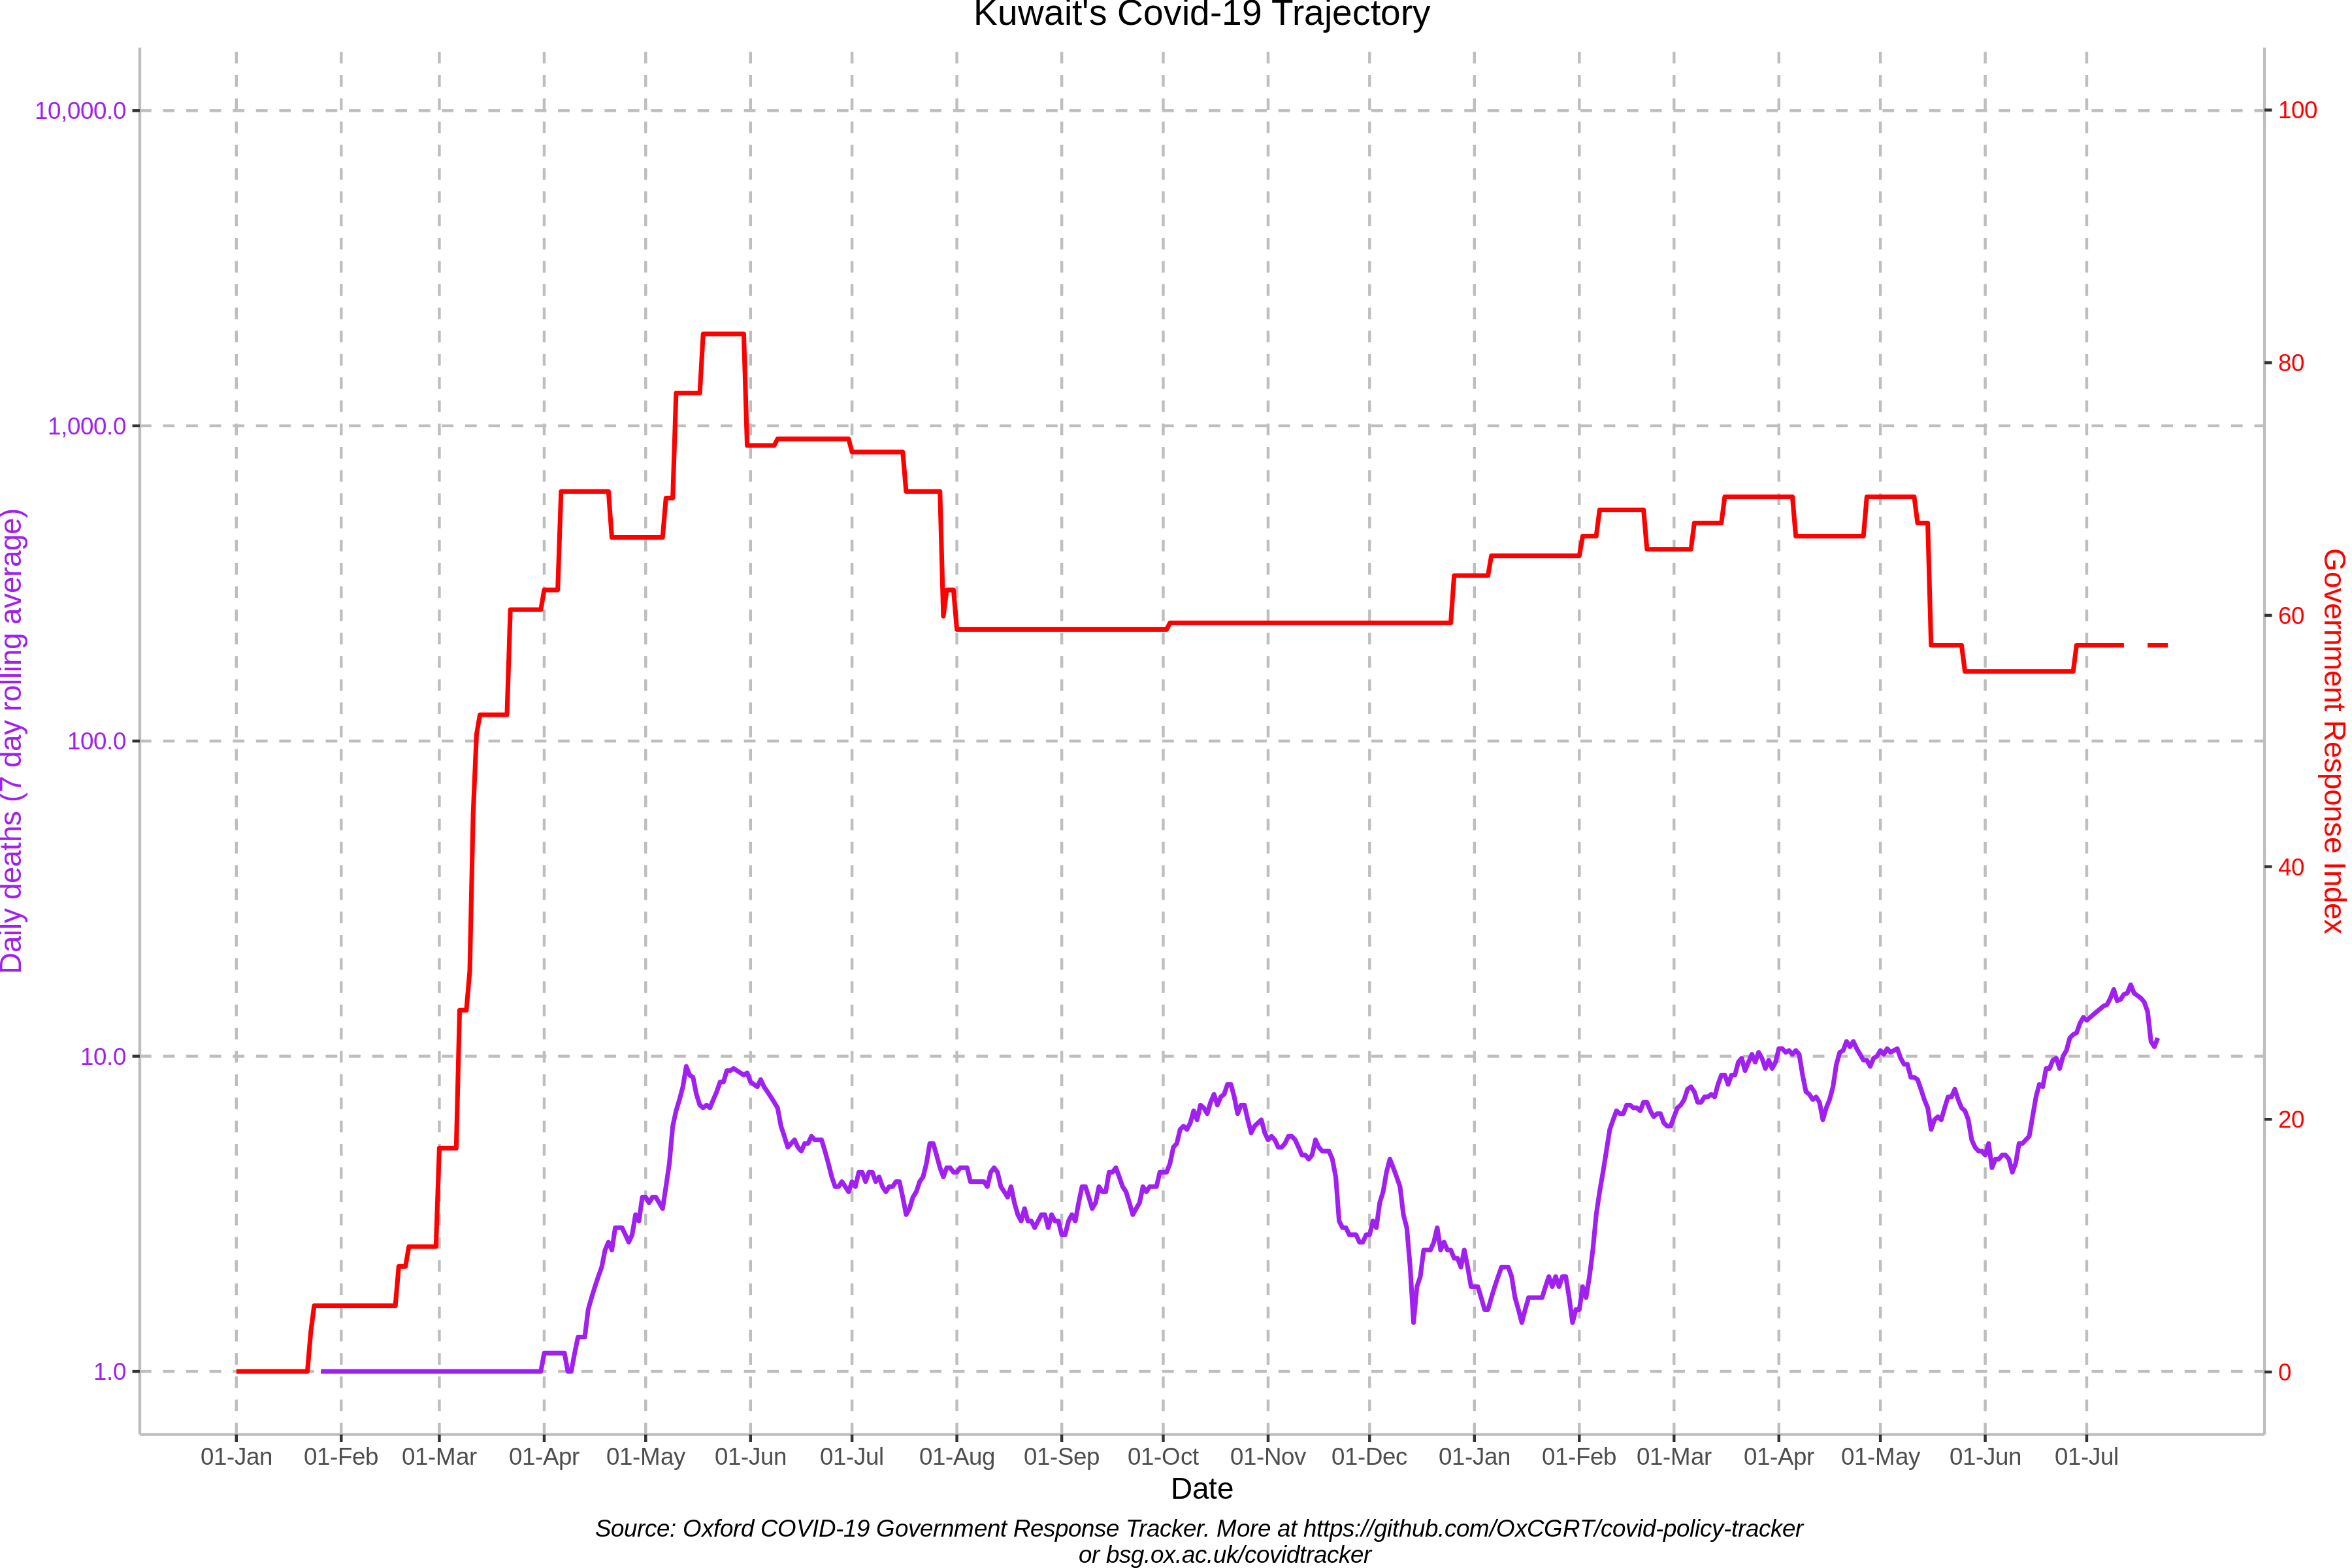 Kuwait's Covid-19 Trajectory
10,000.0
1,000.0
100.0
10.0
1.0
Daily deaths (7 day rolling average)
100
80
60
40
20
0
Government Response Index
01-Jan 01-Feb 01-Mar 01-Apr 01-May 01-Jun 01-Jul 01-Aug 01-Sep 01-Oct 01-Nov 01-Dec 01-Jan 01-Feb 01-Mar 01-Apr 01-May 01-Jun 01-Jul
Date
Source: Oxford COVID-19 Government Response Tracker. More at https://github.com/OxCGRT/covid-policy-tracker
or bsg.ox.ac.uk/covidtracker